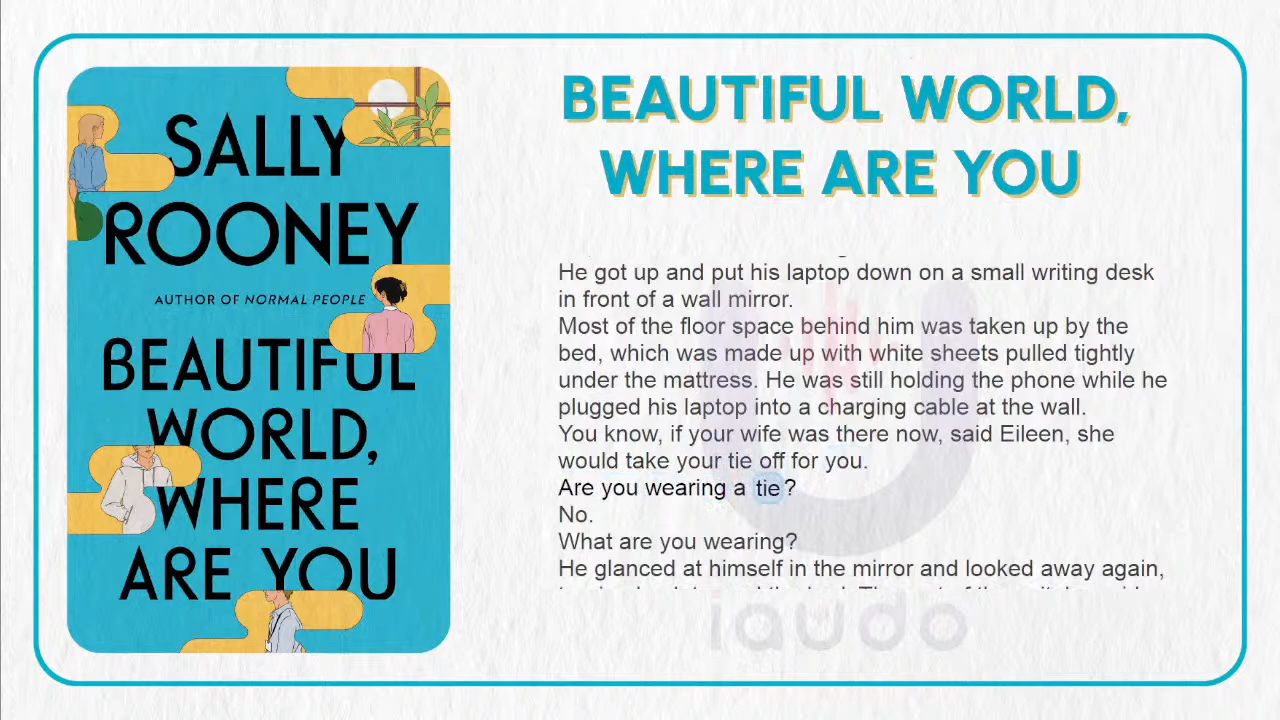 SALLY
ROONEY
AUTHOR OF NORMAL PEOPLE
BEAUTIFUL
WORLD,
WHERE
ARE YOU
BEAUTIFUL WORLD,
WHERE ARE YOU
He got up and put his laptop down on a small writing desk
in front of a wall mirror.
Most of the floor space behind him was taken up by the
bed, which was made up with white sheets pulled tightly
under the mattress. He was still holding the phone while he
plugged his laptop into a charging cable at the wall.
You know, if your wife was there now, said Eileen, she
would take your tie off for you.
Are you wearing a tie?
No.
What are you wearing?
He glanced at himself in the mirror and looked away again,
iaudo